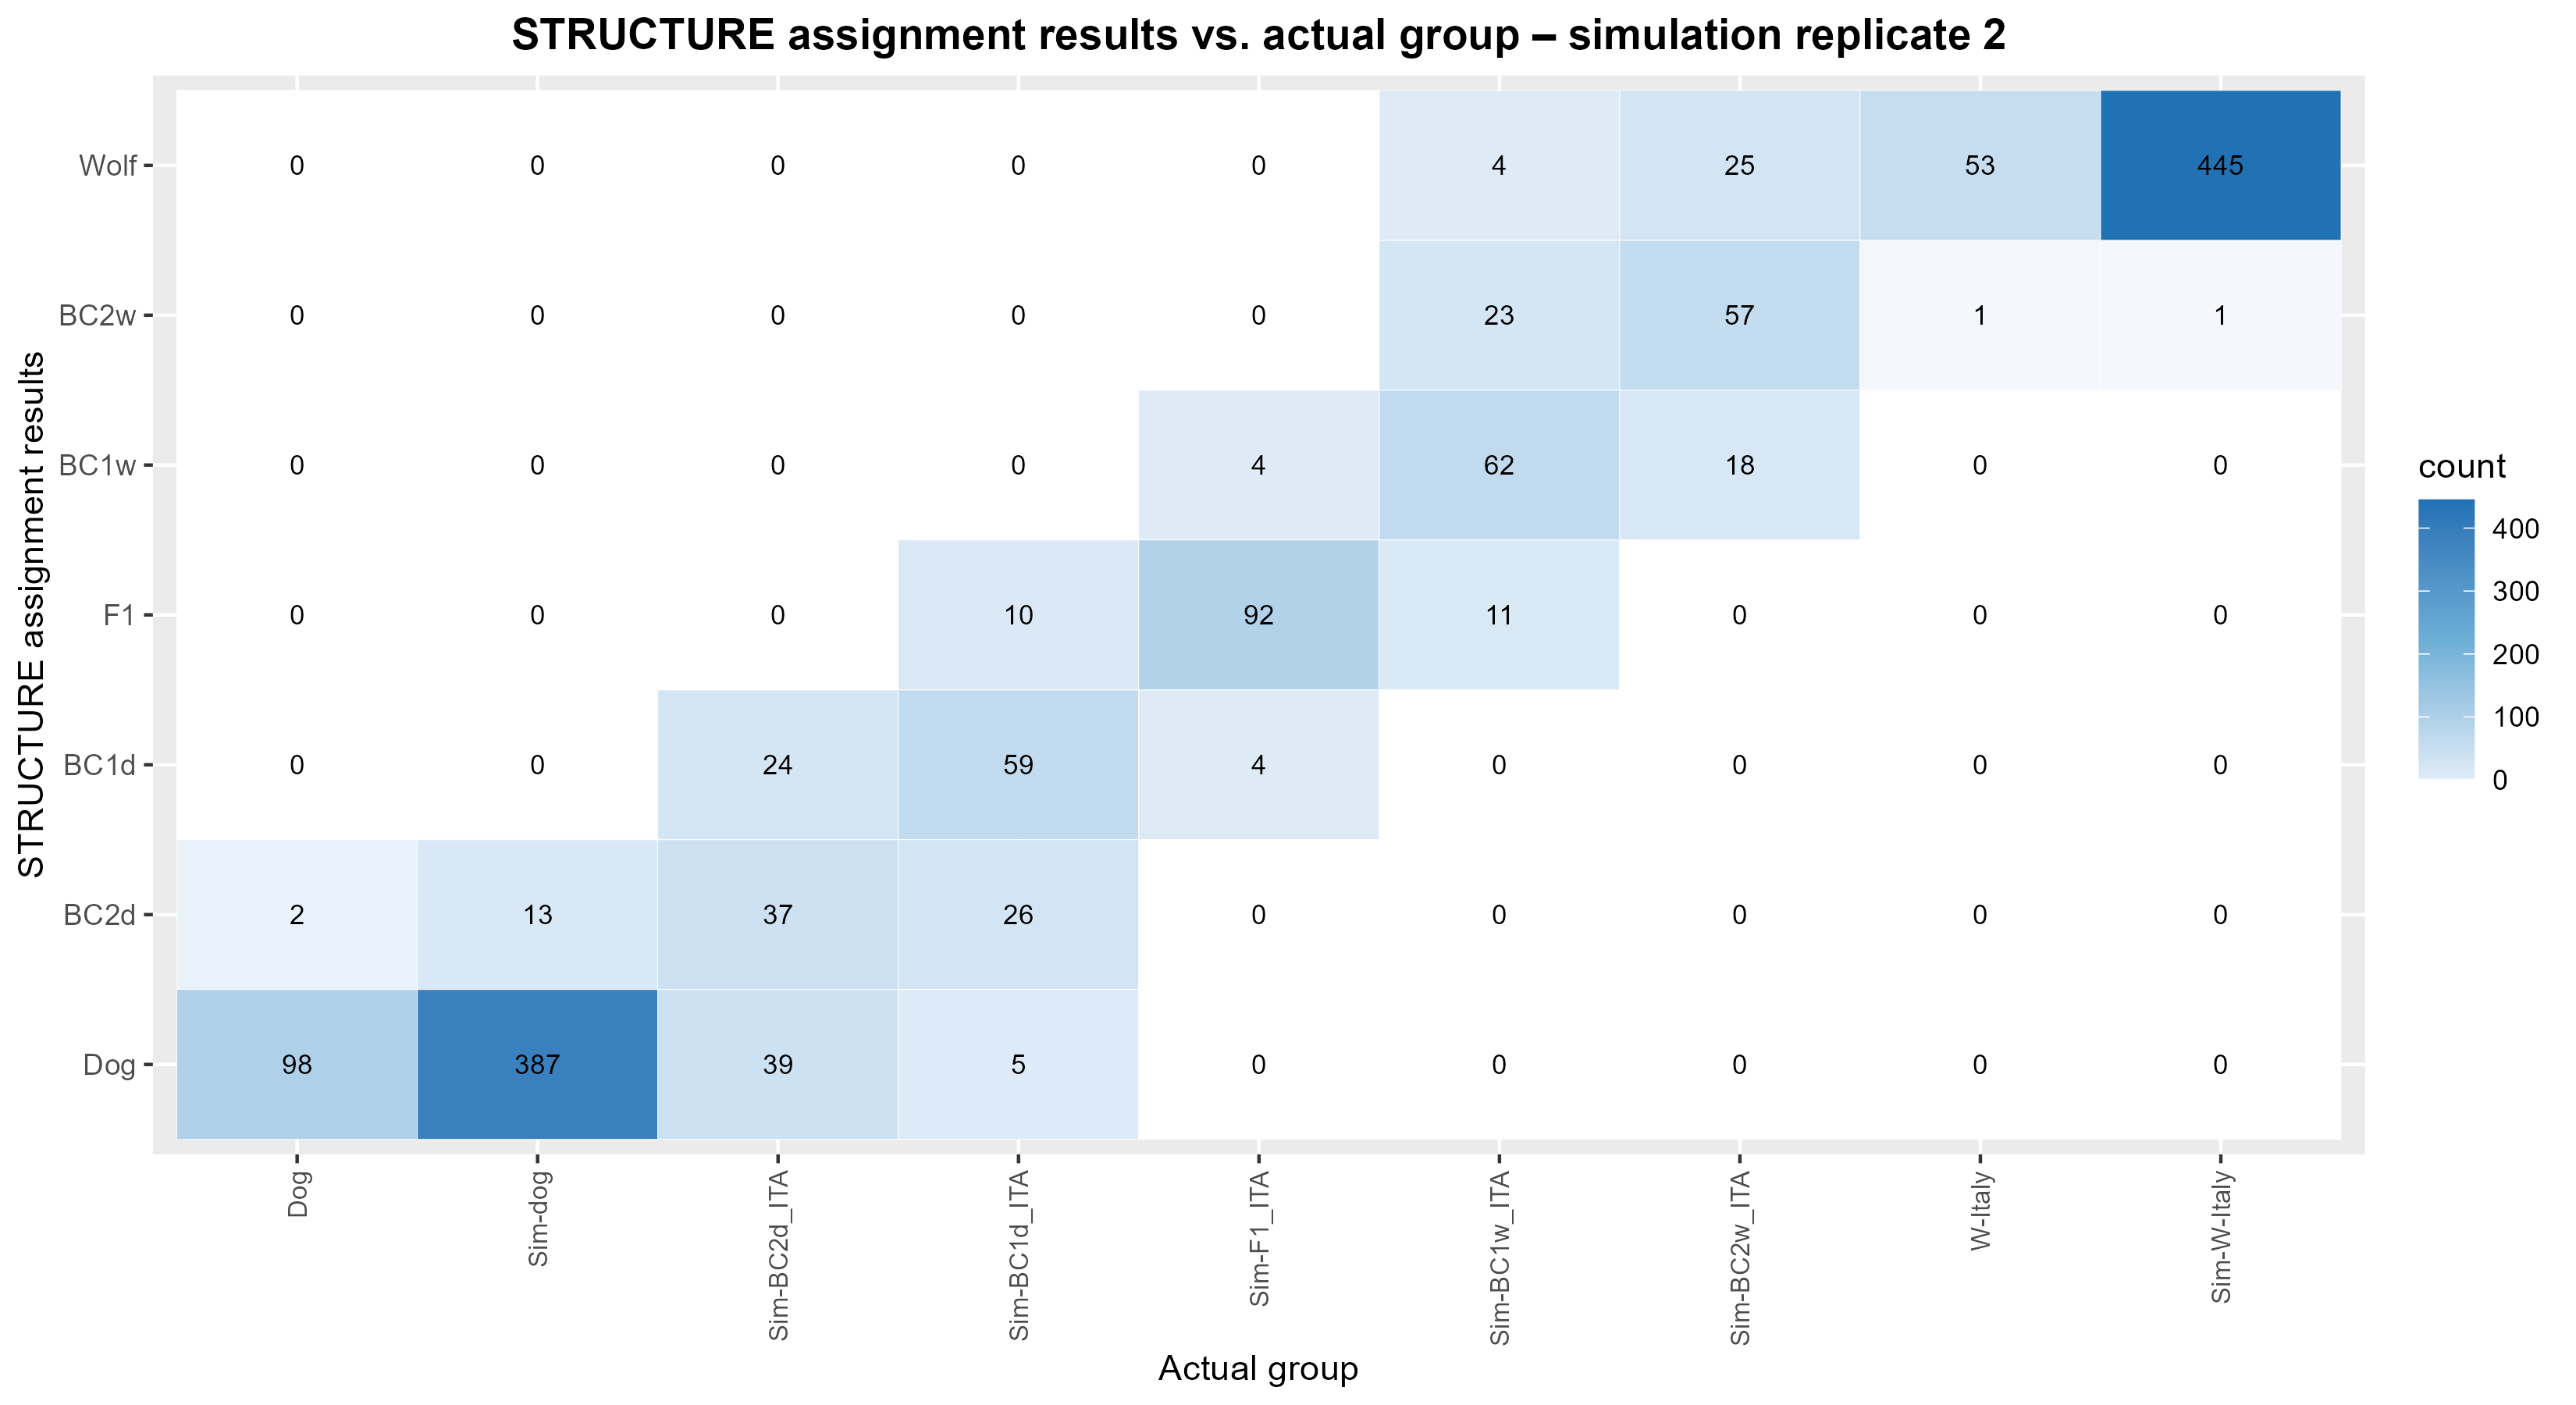 STRUCTURE assignment results vs. actual group – simulation replicate 2
STRUCTURE assignment results
Wolf 0 0 0 0 0 4 25 53 445
BC2w 0 0 0 0 0 23 57 1 1
BC1w 0 0 0 0 4 62 18 0 0
F1 0 0 0 10 92 11 0 0 0
BC1d 0 0 24 59 4 0 0 0 0
BC2d 2 13 37 26 0 0 0 0 0
Dog 98 387 39 5 0 0 0 0 0
Dog
Sim-dog
Sim-BC2d_ITA
Sim-BC1d_ITA
Sim-F1_ITA
Sim-BC1w_ITA
Sim-BC2w_ITA
W-Italy
Sim-W-Italy
Actual group
count
400
300
200
100
0